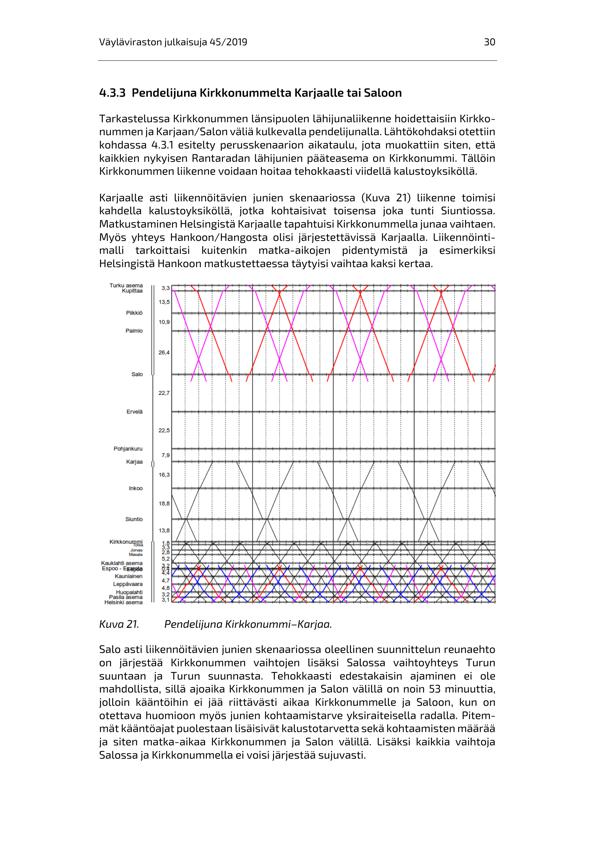 Väyläviraston julkaisuja 45/2019 30
4.3.3 Pendelijuna Kirkkonummelta Karjaalle tai Saloon
Tarkastelussa Kirkkonummen länsipuolen lähijunaliikenne hoidettaisiin Kirkko-
nummen ja Karjaan/Salon väliä kulkevalla pendelijunalla. Lähtökohdaksi otettiin
kohdassa 4.3.1 esitelty perusskenaarion aikataulu, jota muokattiin siten, että
kaikkien nykyisen Rantaradan lähijunien pääteasema on Kirkkonummi. Tällöin
Kirkkonummen liikenne voidaan hoitaa tehokkaasti viidellä kalustoyksiköllä.
Karjaalle asti liikennöitävien junien skenaariossa (Kuva 21) liikenne toimisi
kahdella kalustoyksiköllä, jotka kohtaisivat toisensa joka tunti Siuntiossa.
Matkustaminen Helsingistä Karjaalle tapahtuisi Kirkkonummella junaa vaihtaen.
Myös yhteys Hankoon/Hangosta olisi järjestettävissä Karjaalla. Liikennöinti-
malli tarkoittaisi kuitenkin matka-aikojen pidentymistä ja esimerkiksi
Helsingistä Hankoon matkustettaessa täytyisi vaihtaa kaksi kertaa.
Turku asema
Kupittaa 3,3
13,5
Piikkiö
10,9
Paimio
26,4
Salo
22,7
Ervelä
22,5
Pohjankuru
7,9
Karjaa
16,3
Inkoo
18,8
Siuntio
13,8
Kirkkonummi
Jorvas
Masala
5,2
Kauklahti asema
Kauniainen
4,7
Leppävaara
4,8
Huopalahti
3,2
Pasila asema
3,1
Helsinki asema
Kuva 21. Pendelijuna Kirkkonummi–Karjaa.
Salo asti liikennöitävien junien skenaariossa oleellinen suunnittelun reunaehto
on järjestää Kirkkonummen vaihtojen lisäksi Salossa vaihtoyhteys Turun
suuntaan ja Turun suunnasta. Tehokkaasti edestakaisin ajaminen ei ole
mahdollista, sillä ajoaika Kirkkonummen ja Salon välillä on noin 53 minuuttia,
jolloin kääntöihin ei jää riittävästi aikaa Kirkkonummelle ja Saloon, kun on
otettava huomioon myös junien kohtaamistarve yksiraiteisella radalla. Pitem-
mät kääntöajat puolestaan lisäisivät kalustotarvetta sekä kohtaamisten määrää
ja siten matka-aikaa Kirkkonummen ja Salon välillä. Lisäksi kaikkia vaihtoja
Salossa ja Kirkkonummella ei voisi järjestää sujuvasti.